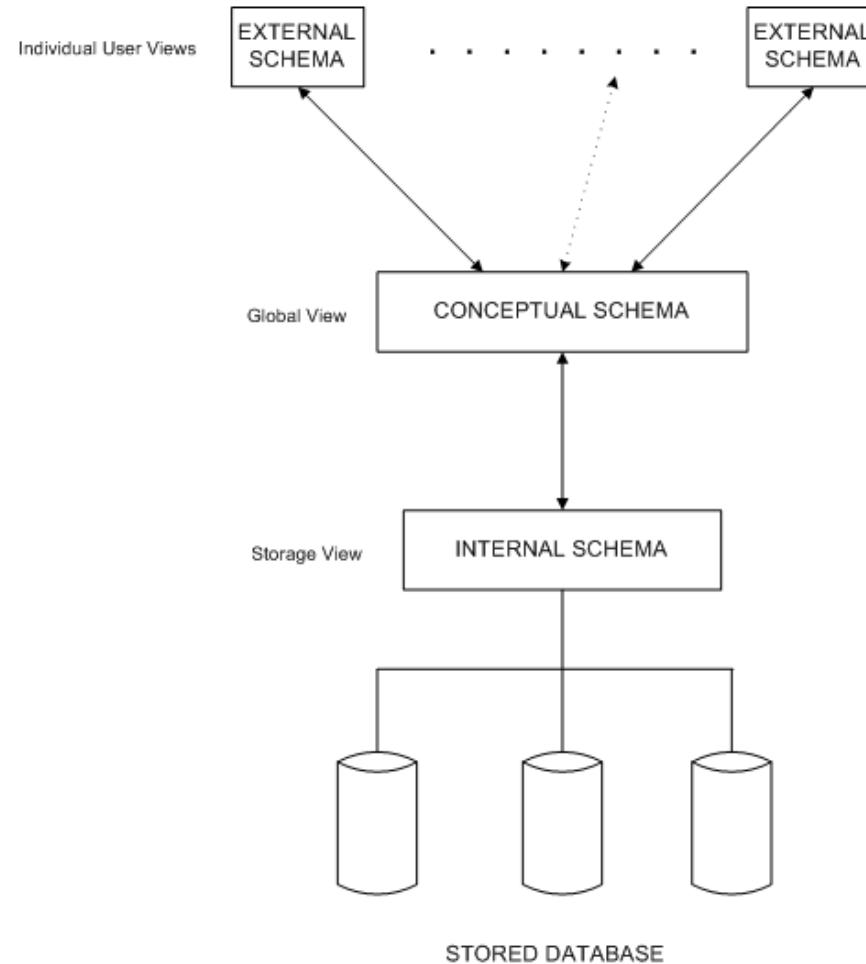 Individual User Views
EXTERNAL
SCHEMA
EXTERNAL
SCHEMA
Global View
CONCEPTUAL SCHEMA
Storage View
INTERNAL SCHEMA
STORED DATABASE